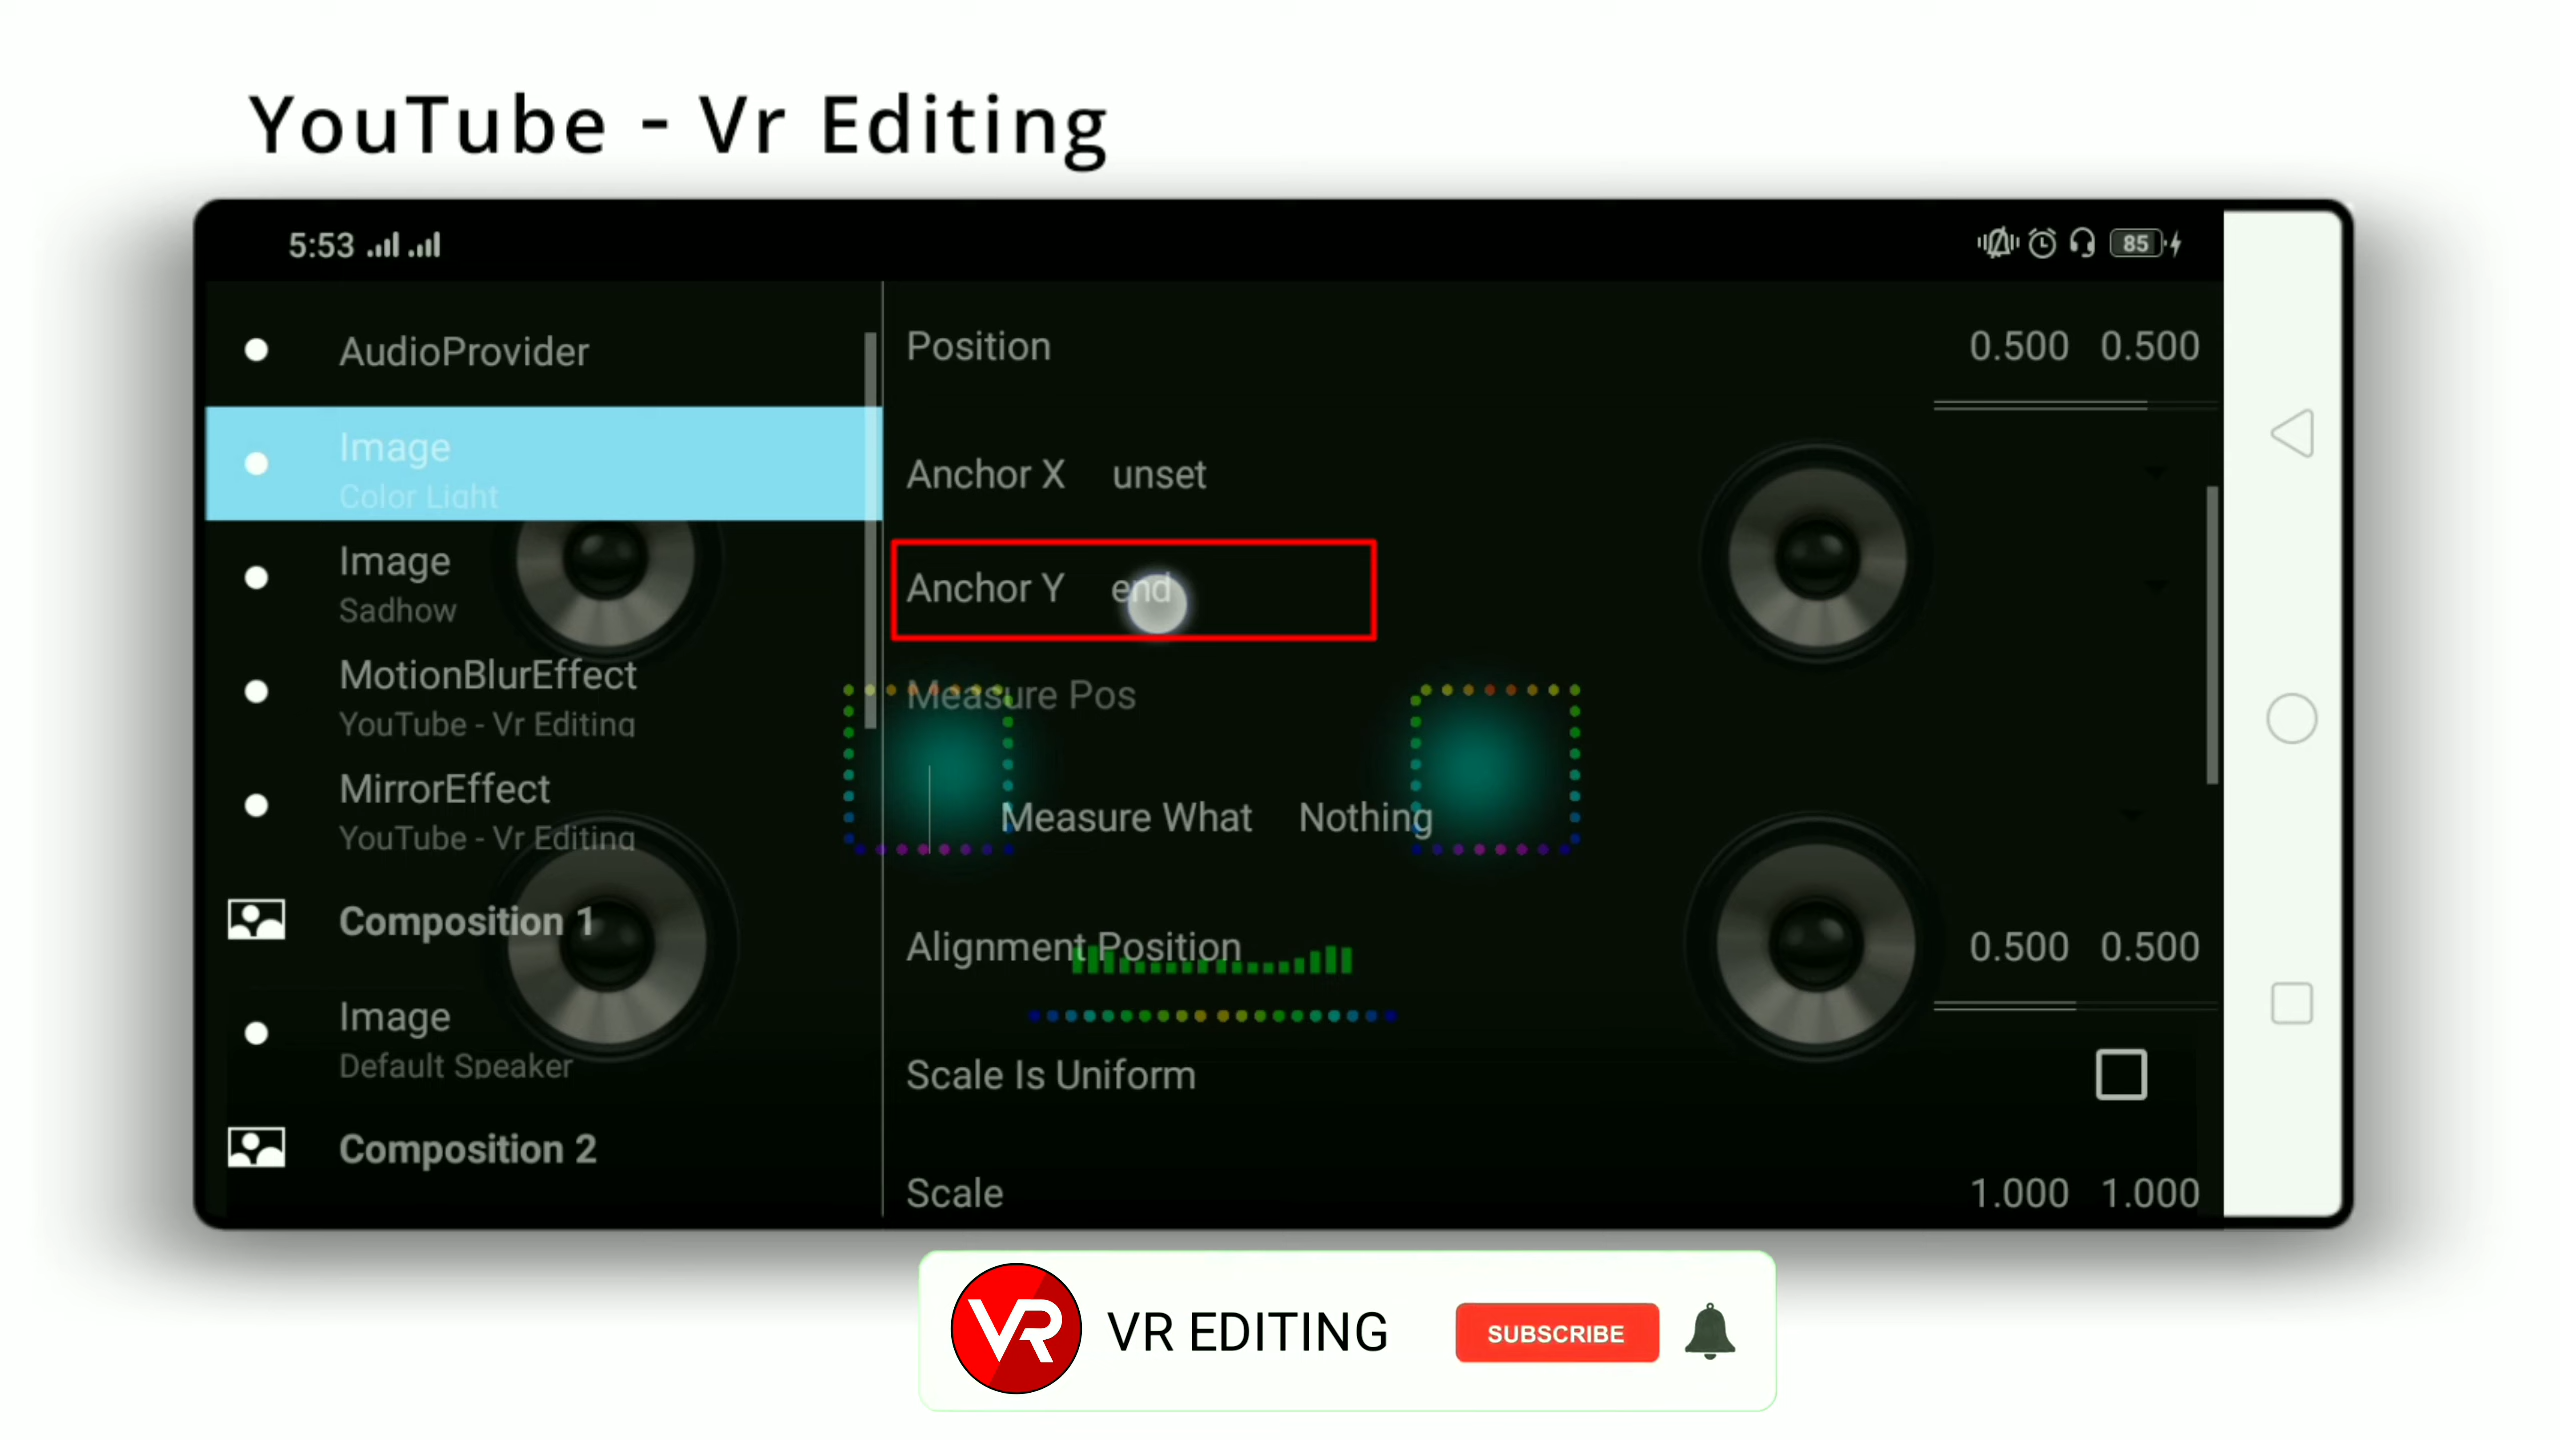 YouTube - Vr Editing
5:53
85
AudioProvider
Image
Color Light
Image
Sadhow
MotionBlurEffect
YouTube - Vr Editing
MirrorEffect
YouTube - Vr Editing
Composition 1
Image
Default Speaker
Composition 2
Position 0.500 0.500
Anchor X unset
Anchor Y end
Measure Pos
Measure What Nothing
Alignment Position 0.500 0.500
Scale Is Uniform
Scale 1.000 1.000
VR
VR EDITING
SUBSCRIBE